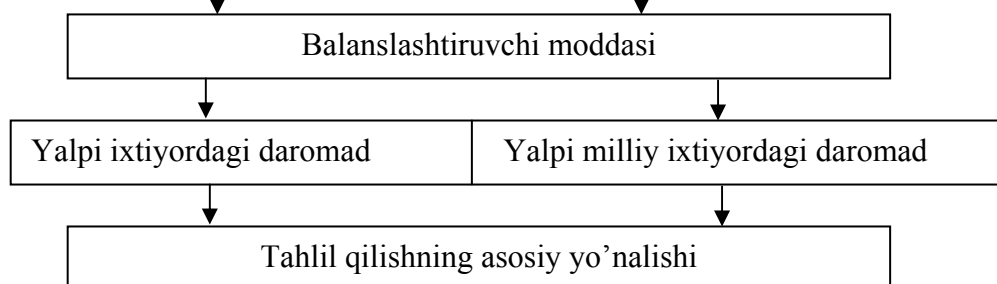 Balanslashtiruvchi moddasi
Yalpi ixtiyordagi daromad
Yalpi milliy ixtiyordagi daromad
Tahlil qilishning asosiy yo’nalishi